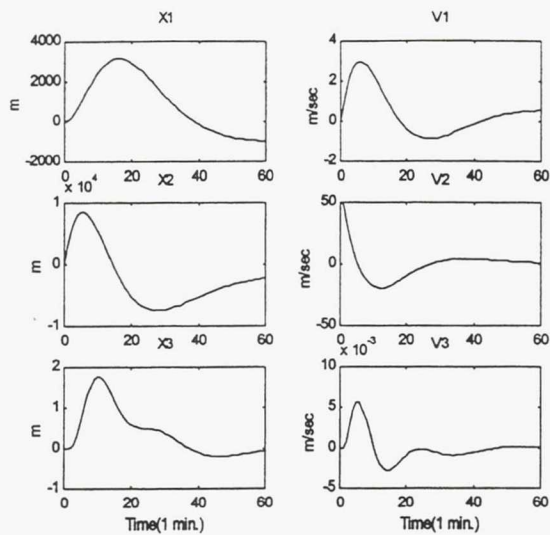 X1 V1
4000 4
3000
2000 2
m 1000 m/sec
0 0
-1000
-2000 -2
0 20 40 60 0 20 40 60
x 10^4 X2 V2
1 50
m 0 m/sec 0
-1 -50
0 20 40 60 0 20 40 60
X3 x 10^-3 V3
2 10
1 5
m m/sec
0 0
-1 -5
0 20 40 60 0 20 40 60
Time(1 min.) Time(1 min.)